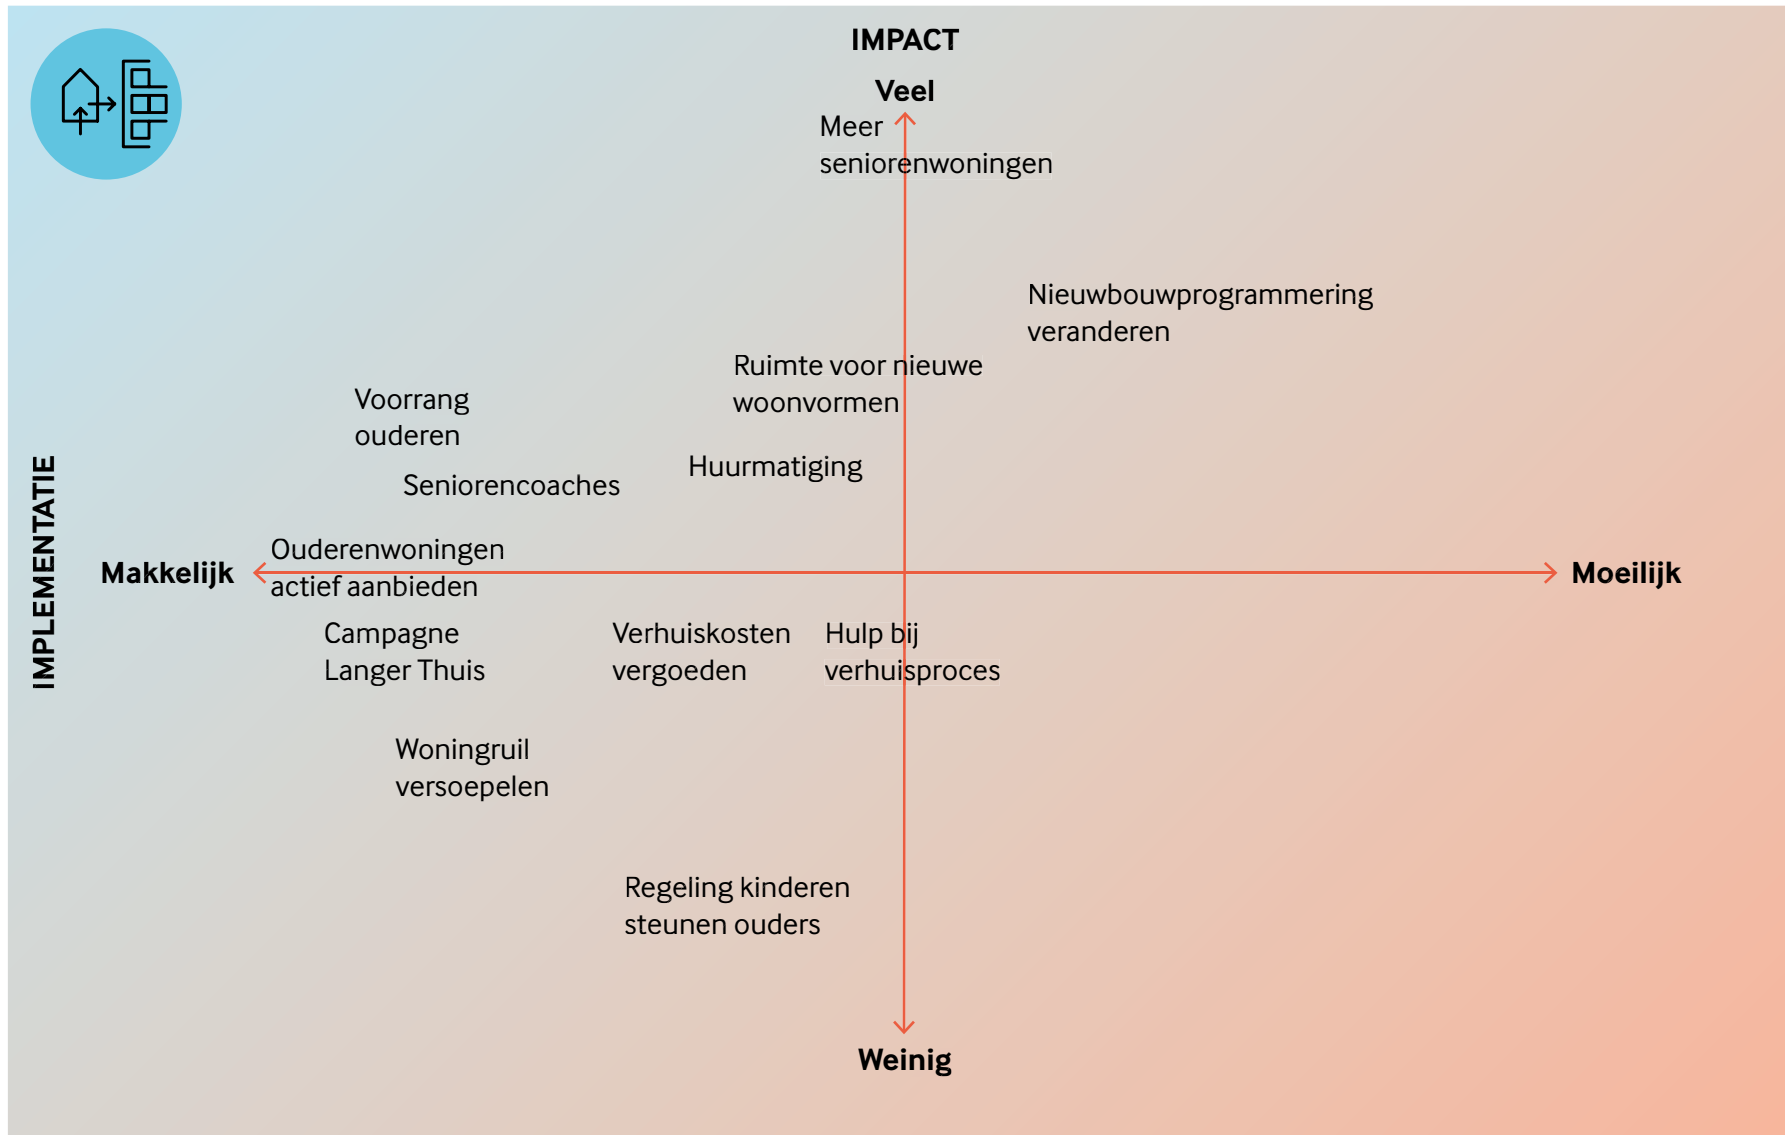 IMPACT
Veel
Meer
seniorenwoningen
Nieuwbouwprogrammering
veranderen
Ruimte voor nieuwe
woonvormen
Voorrang
ouderen
Huurmatiging
Seniorencoaches
IMPLEMENTATIE
Makkelijk
Ouderenwoningen
actief aanbieden
Moeilijk
Campagne
Langer Thuis
Verhuiskosten
vergoeden
Hulp bij
verhuisproces
Woningruil
versoepelen
Regeling kinderen
steunen ouders
Weinig